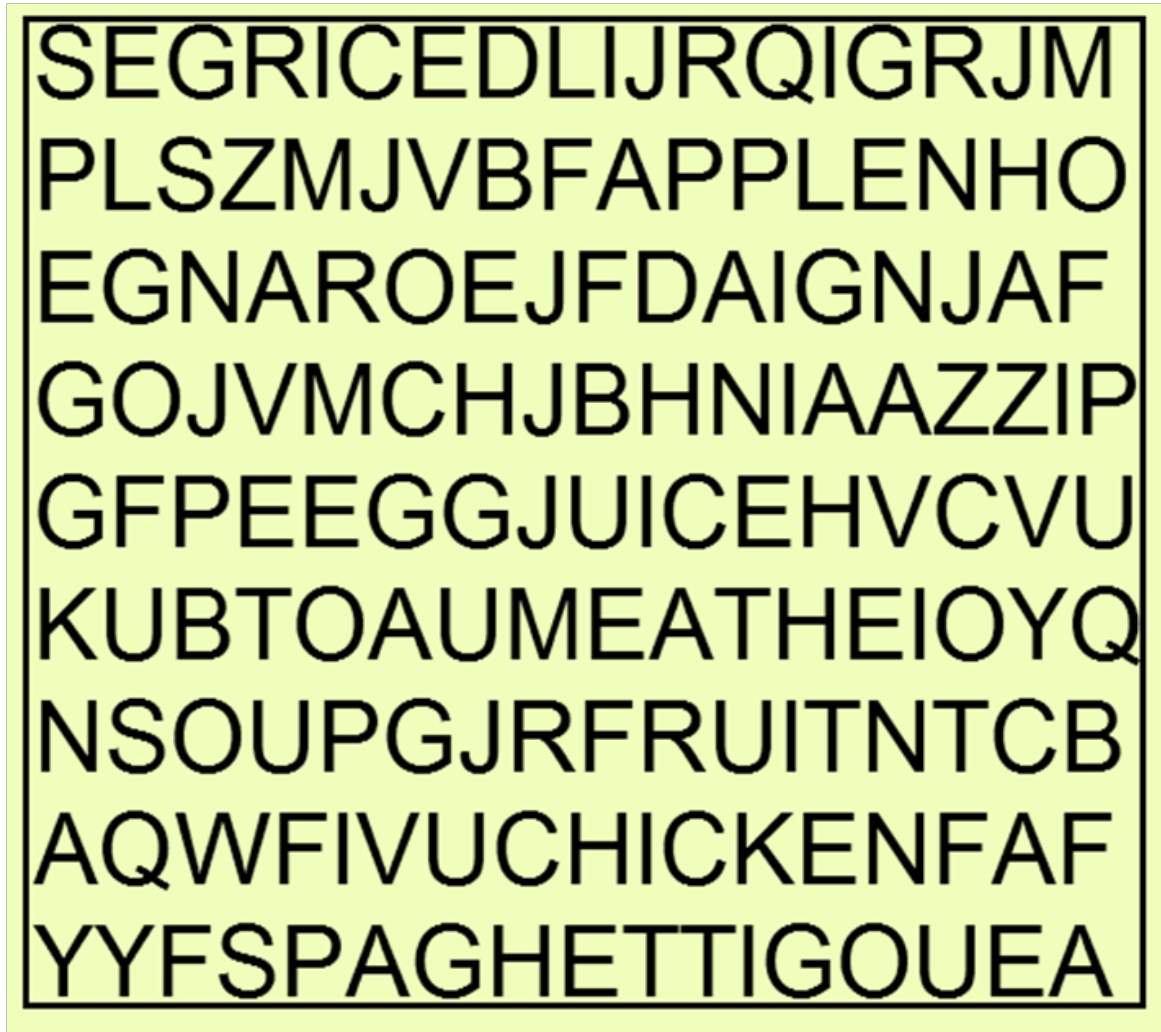 SEGRICEDLIJRQIGRJM
PLSZMJVBFAPPLENHO
EGNAROEJFDAIGNJAF
GOJVMCHJBHNIAAZZIP
GFPEEGGJUICEHVCVU
KUBTOAUMEATHEIOYQ
NSOUPGJRFRUITNTCB
AQWFIVUCHICKENFAF
YYFSPAGHETTIGOUEA